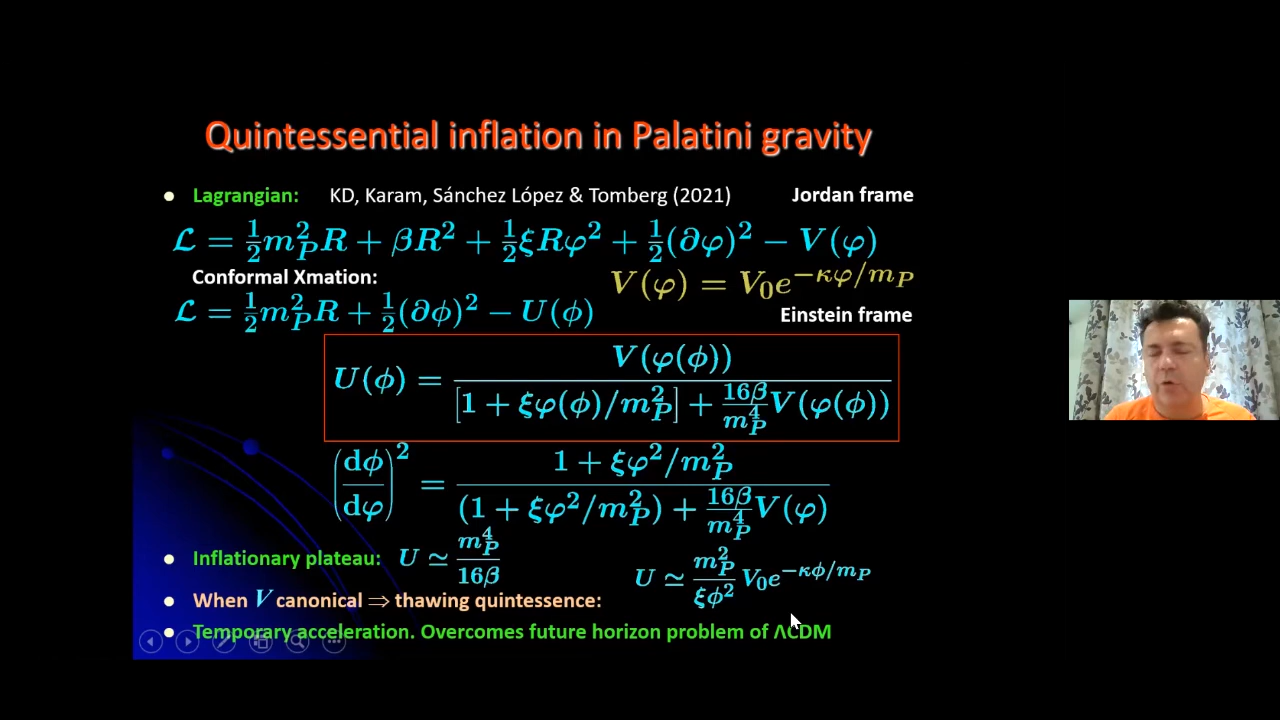 Quintessential inflation in Palatini gravity
Lagrangian: KD, Karam, Sánchez López & Tomberg (2021) Jordan frame
ℒ = ½m_P²R + βR² + ½ξRφ² + ½(∂φ)² − V(φ)
Conformal Xmation: V(φ) = V₀e^{−κφ/m_P}
ℒ = ½m_P²R + ½(∂ϕ)² − U(ϕ) Einstein frame
U(ϕ) = V(φ(ϕ)) / ([1 + ξφ(ϕ)/m_P²] + (16β/m_P⁴)V(φ(ϕ)))
(dϕ/dφ)² = (1 + ξφ²/m_P²) / ((1 + ξφ²/m_P²) + (16β/m_P⁴)V(φ))
Inflationary plateau: U ≃ m_P⁴/16β U ≃ (m_P²/ξϕ²) V₀e^{−κϕ/m_P}
When V canonical ⇒ thawing quintessence:
Temporary acceleration. Overcomes future horizon problem of ΛCDM